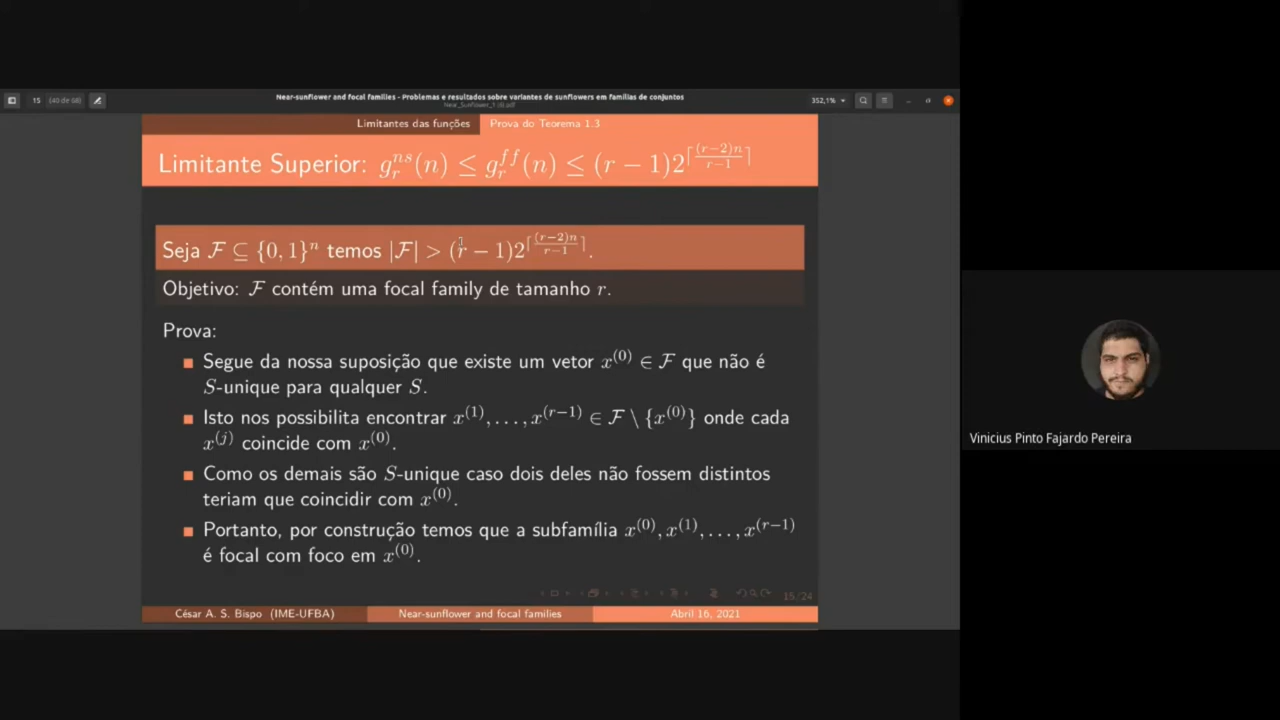 Near-sunflower and focal families - Problemas e resultados sobre variantes de sunflowers em famílias de conjuntos
15 (40 de 68) 352,1%
Near_Sunflower_1 (6).pdf
Limitantes das funções Prova do Teorema 1.3
Limitante Superior: $g_r^{ns}(n) \leq g_r^{ff}(n) \leq (r-1)2^{\lceil \frac{(r-2)n}{r-1} \rceil}$
Seja $\mathcal{F} \subseteq \{0,1\}^n$ temos $|\mathcal{F}| > (r-1)2^{\lceil \frac{(r-2)n}{r-1} \rceil}$.
Objetivo: $\mathcal{F}$ contém uma focal family de tamanho $r$.
Prova:
Segue da nossa suposição que existe um vetor $x^{(0)} \in \mathcal{F}$ que não é
$S$-unique para qualquer $S$.
Isto nos possibilita encontrar $x^{(1)}, \ldots, x^{(r-1)} \in \mathcal{F} \setminus \{x^{(0)}\}$ onde cada
$x^{(j)}$ coincide com $x^{(0)}$.
Como os demais são $S$-unique caso dois deles não fossem distintos
teriam que coincidir com $x^{(0)}$.
Portanto, por construção temos que a subfamília $x^{(0)}, x^{(1)}, \ldots, x^{(r-1)}$
é focal com foco em $x^{(0)}$.
15/24
César A. S. Bispo (IME-UFBA) Near-sunflower and focal families Abril 16, 2021
Vinicius Pinto Fajardo Pereira